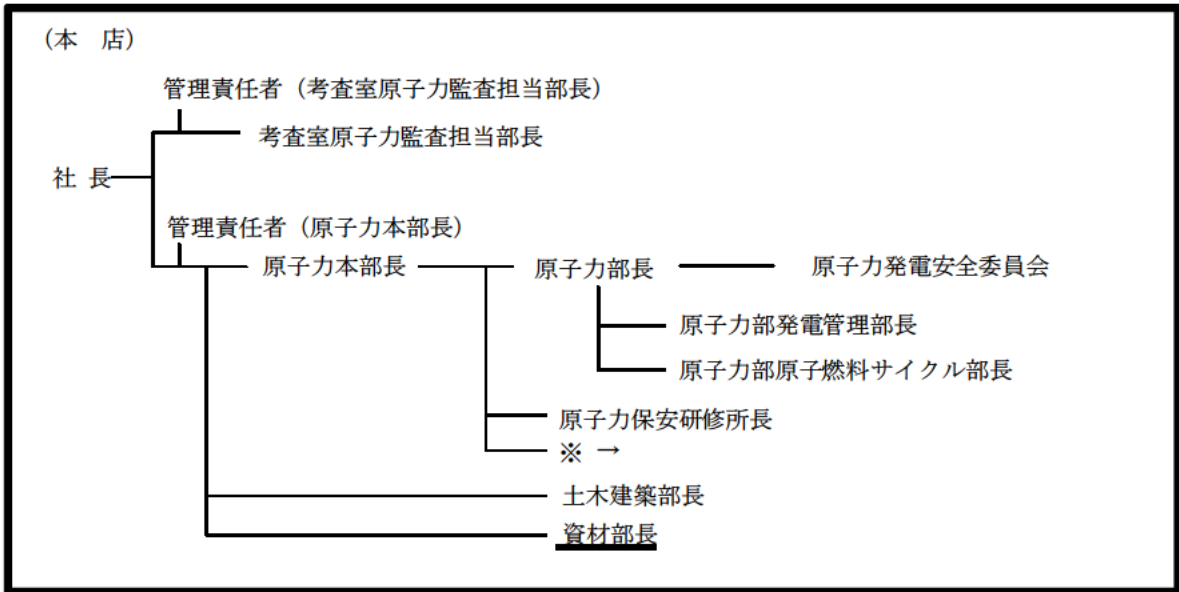 (本　店)
管理責任者（考査室原子力監査担当部長）
考査室原子力監査担当部長
社 長
管理責任者（原子力本部長）
原子力本部長
原子力部長
原子力発電安全委員会
原子力部発電管理部長
原子力部原子燃料サイクル部長
原子力保安研修所長
※ →
土木建築部長
資材部長